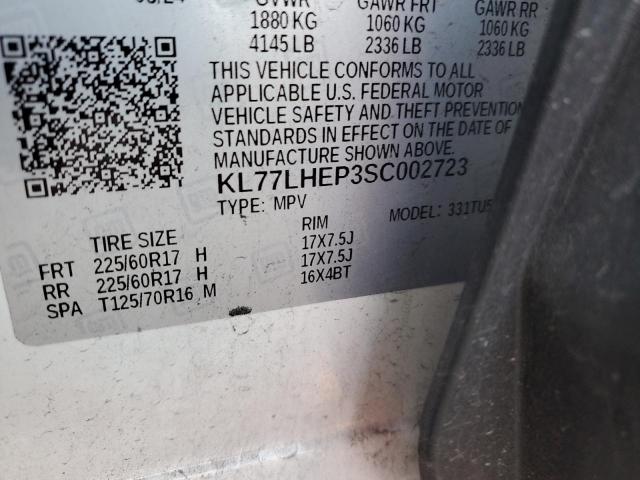 GVWR GAWR FRT GAWR RR
1880 KG 1060 KG 1060 KG
4145 LB 2336 LB 2336 LB
THIS VEHICLE CONFORMS TO ALL
APPLICABLE U.S. FEDERAL MOTOR
VEHICLE SAFETY AND THEFT PREVENTION
STANDARDS IN EFFECT ON THE DATE OF
MANUFACTURE SHOWN ABOVE.
KL77LHEP3SC002723
TYPE: MPV MODEL:
TIRE SIZE RIM
FRT 225/60R17 H 17X7.5J
RR 225/60R17 H 17X7.5J
SPA T125/70R16 M 16X4BT